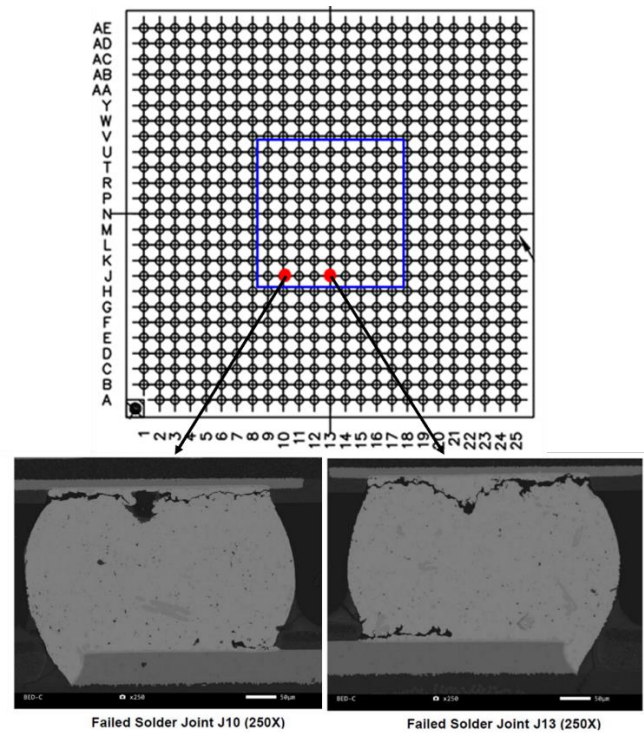 AE
AD
AC
AB
AA
Y
W
V
U
T
R
P
N
M
L
K
J
H
G
F
E
D
C
B
A
1 2 3 4 5 6 7 8 9 10 11 12 13 14 15 16 17 18 19 20 21 22 23 24 25
BED-C x250 50μm
BED-C x250 50μm
Failed Solder Joint J10 (250X)
Failed Solder Joint J13 (250X)